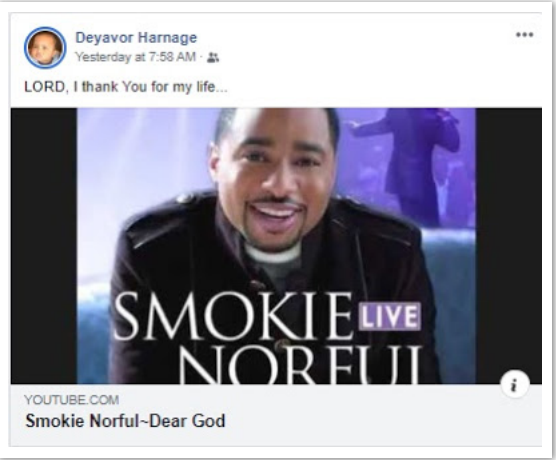 Deyavor Harnage
Yesterday at 7:58 AM ·
LORD, I thank You for my life...
SMOKIE LIVE
NORFUL
YOUTUBE.COM
Smokie Norful~Dear God